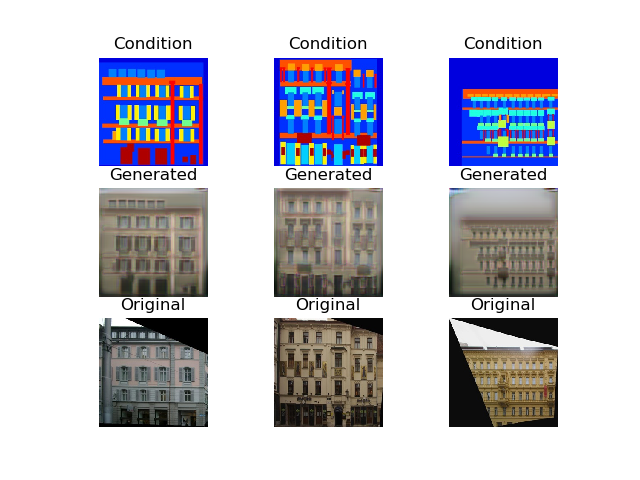 Condition Condition Condition
Generated Generated Generated
Original Original Original